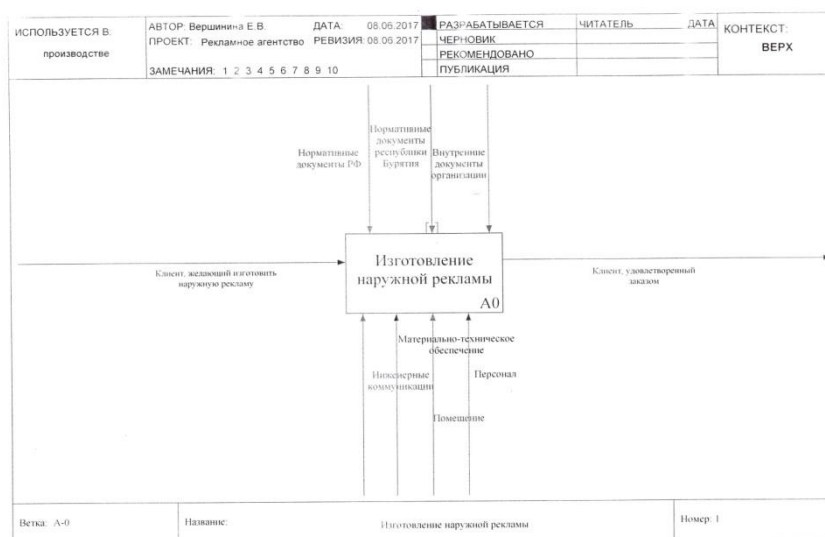 ИСПОЛЬЗУЕТСЯ В:
производстве
АВТОР: Вершинина Е.В. ДАТА: 08.06.2017
ПРОЕКТ: Рекламное агентство РЕВИЗИЯ: 08.06.2017
ЗАМЕЧАНИЯ: 1 2 3 4 5 6 7 8 9 10
РАЗРАБАТЫВАЕТСЯ
ЧЕРНОВИК
РЕКОМЕНДОВАНО
ПУБЛИКАЦИЯ
ЧИТАТЕЛЬ ДАТА
КОНТЕКСТ:
ВЕРХ
Нормативные
документы РФ
Нормативные
документы
республики
Бурятия
Внутренние
документы
организации
Клиент, желающий изготовить
наружную рекламу
Изготовление
наружной рекламы
A0
Клиент, удовлетворенный
заказом
Материально-техническое
обеспечение
Инженерные
коммуникации
Персонал
Помещение
Ветка: A-0
Название:
Изготовление наружной рекламы
Номер: 1